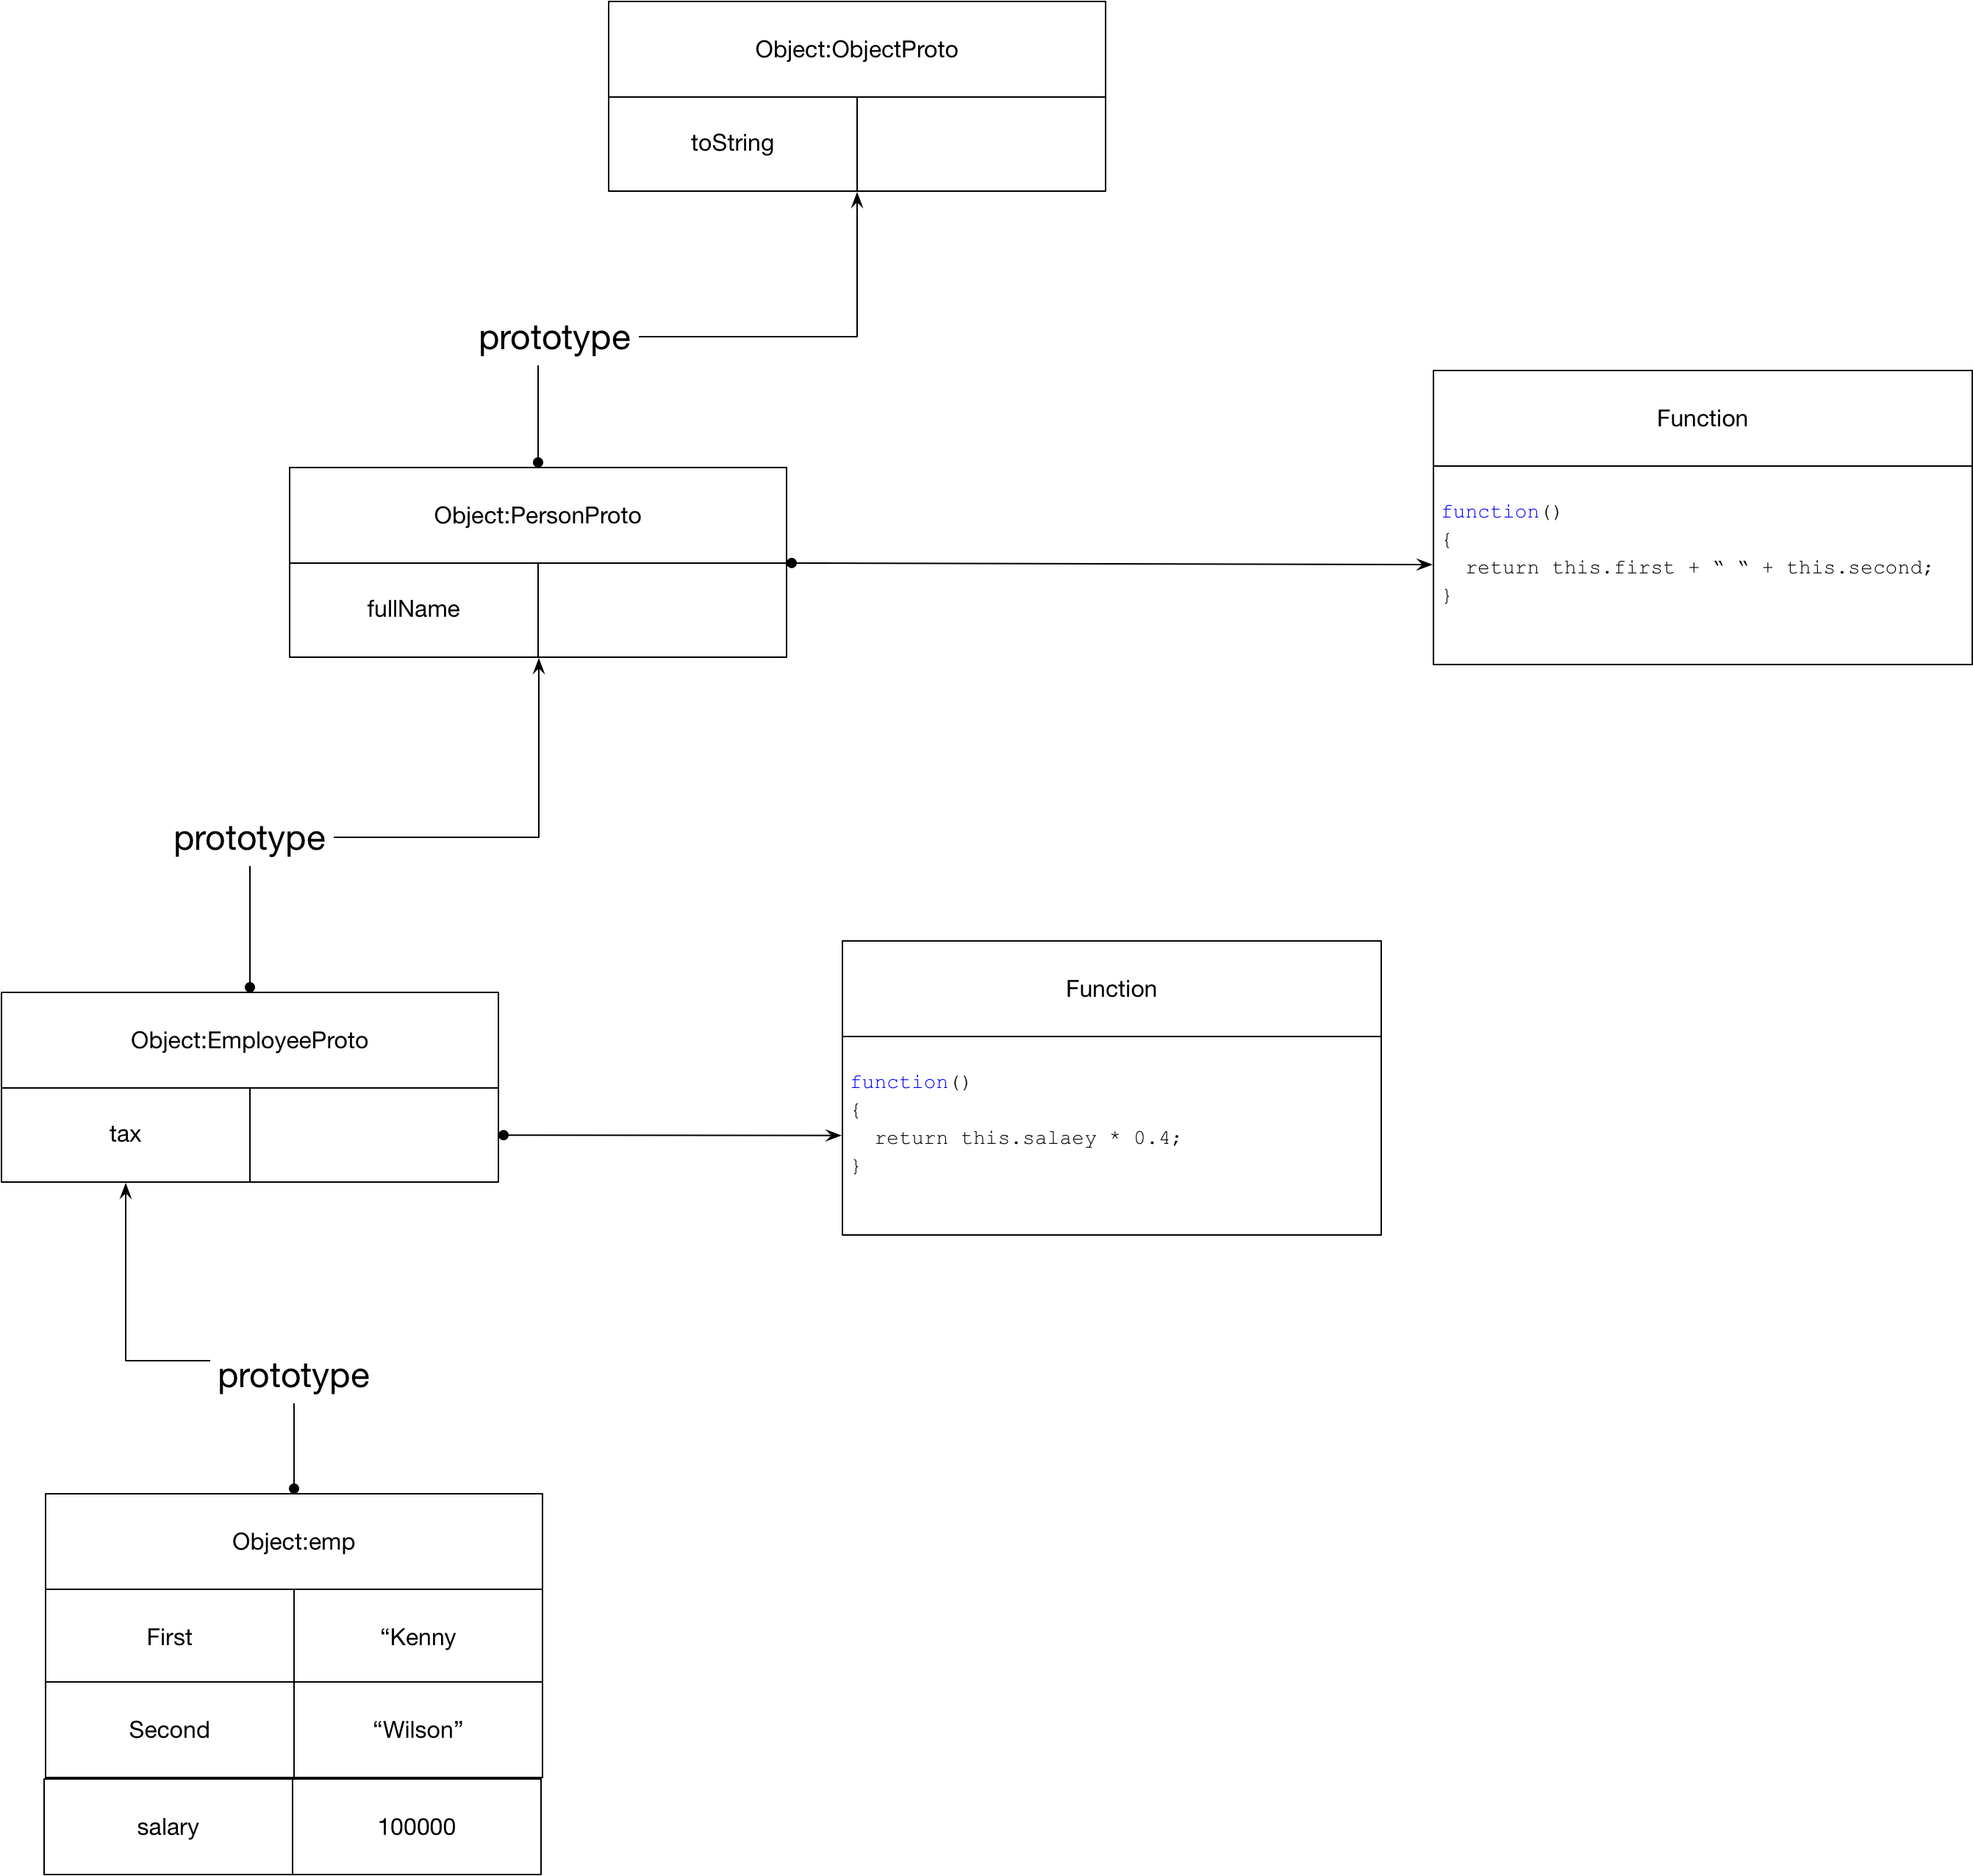 Object:ObjectProto
toString
prototype
Function
Object:PersonProto
function()
{
return this.first + “ “ + this.second;
}
fullName
prototype
Function
Object:EmployeeProto
function()
{
return this.salaey * 0.4;
}
tax
prototype
Object:emp
First “Kenny
Second “Wilson”
salary 100000